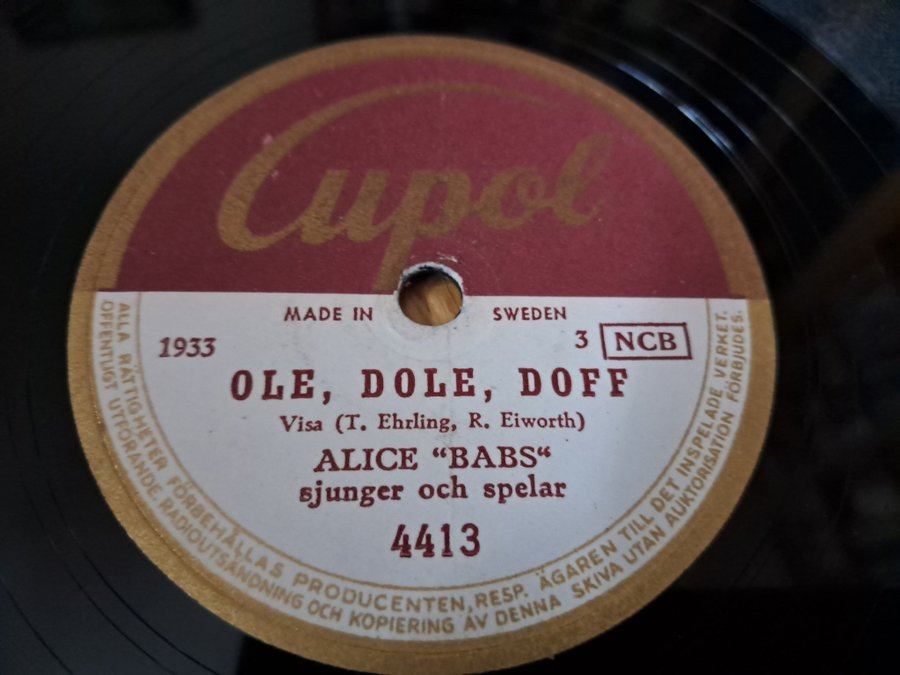 Cupol
MADE IN SWEDEN
1933 3 NCB
OLE, DOLE, DOFF
Visa (T. Ehrling, R. Eiworth)
ALICE “BABS“
sjunger och spelar
4413
ALLA RÄTTIGHETER FÖRBEHÅLLAS PRODUCENTEN, RESP. ÄGAREN TILL DET INSPELADE VERKET.
OFFENTLIGT UTFÖRANDE, RADIOUTSÄNDNING OCH KOPIERING AV DENNA SKIVA UTAN AUKTORISATION FÖRBJUDES.